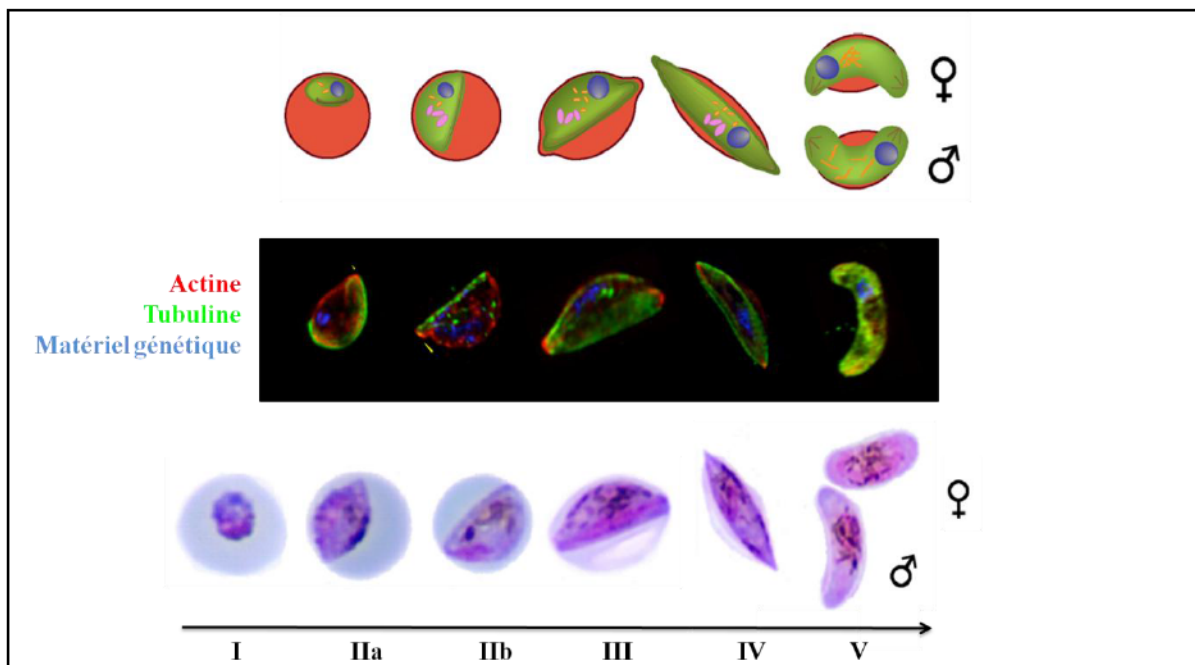 ♀
♂
Actine
Tubuline
Matériel génétique
♀
♂
I IIa IIb III IV V